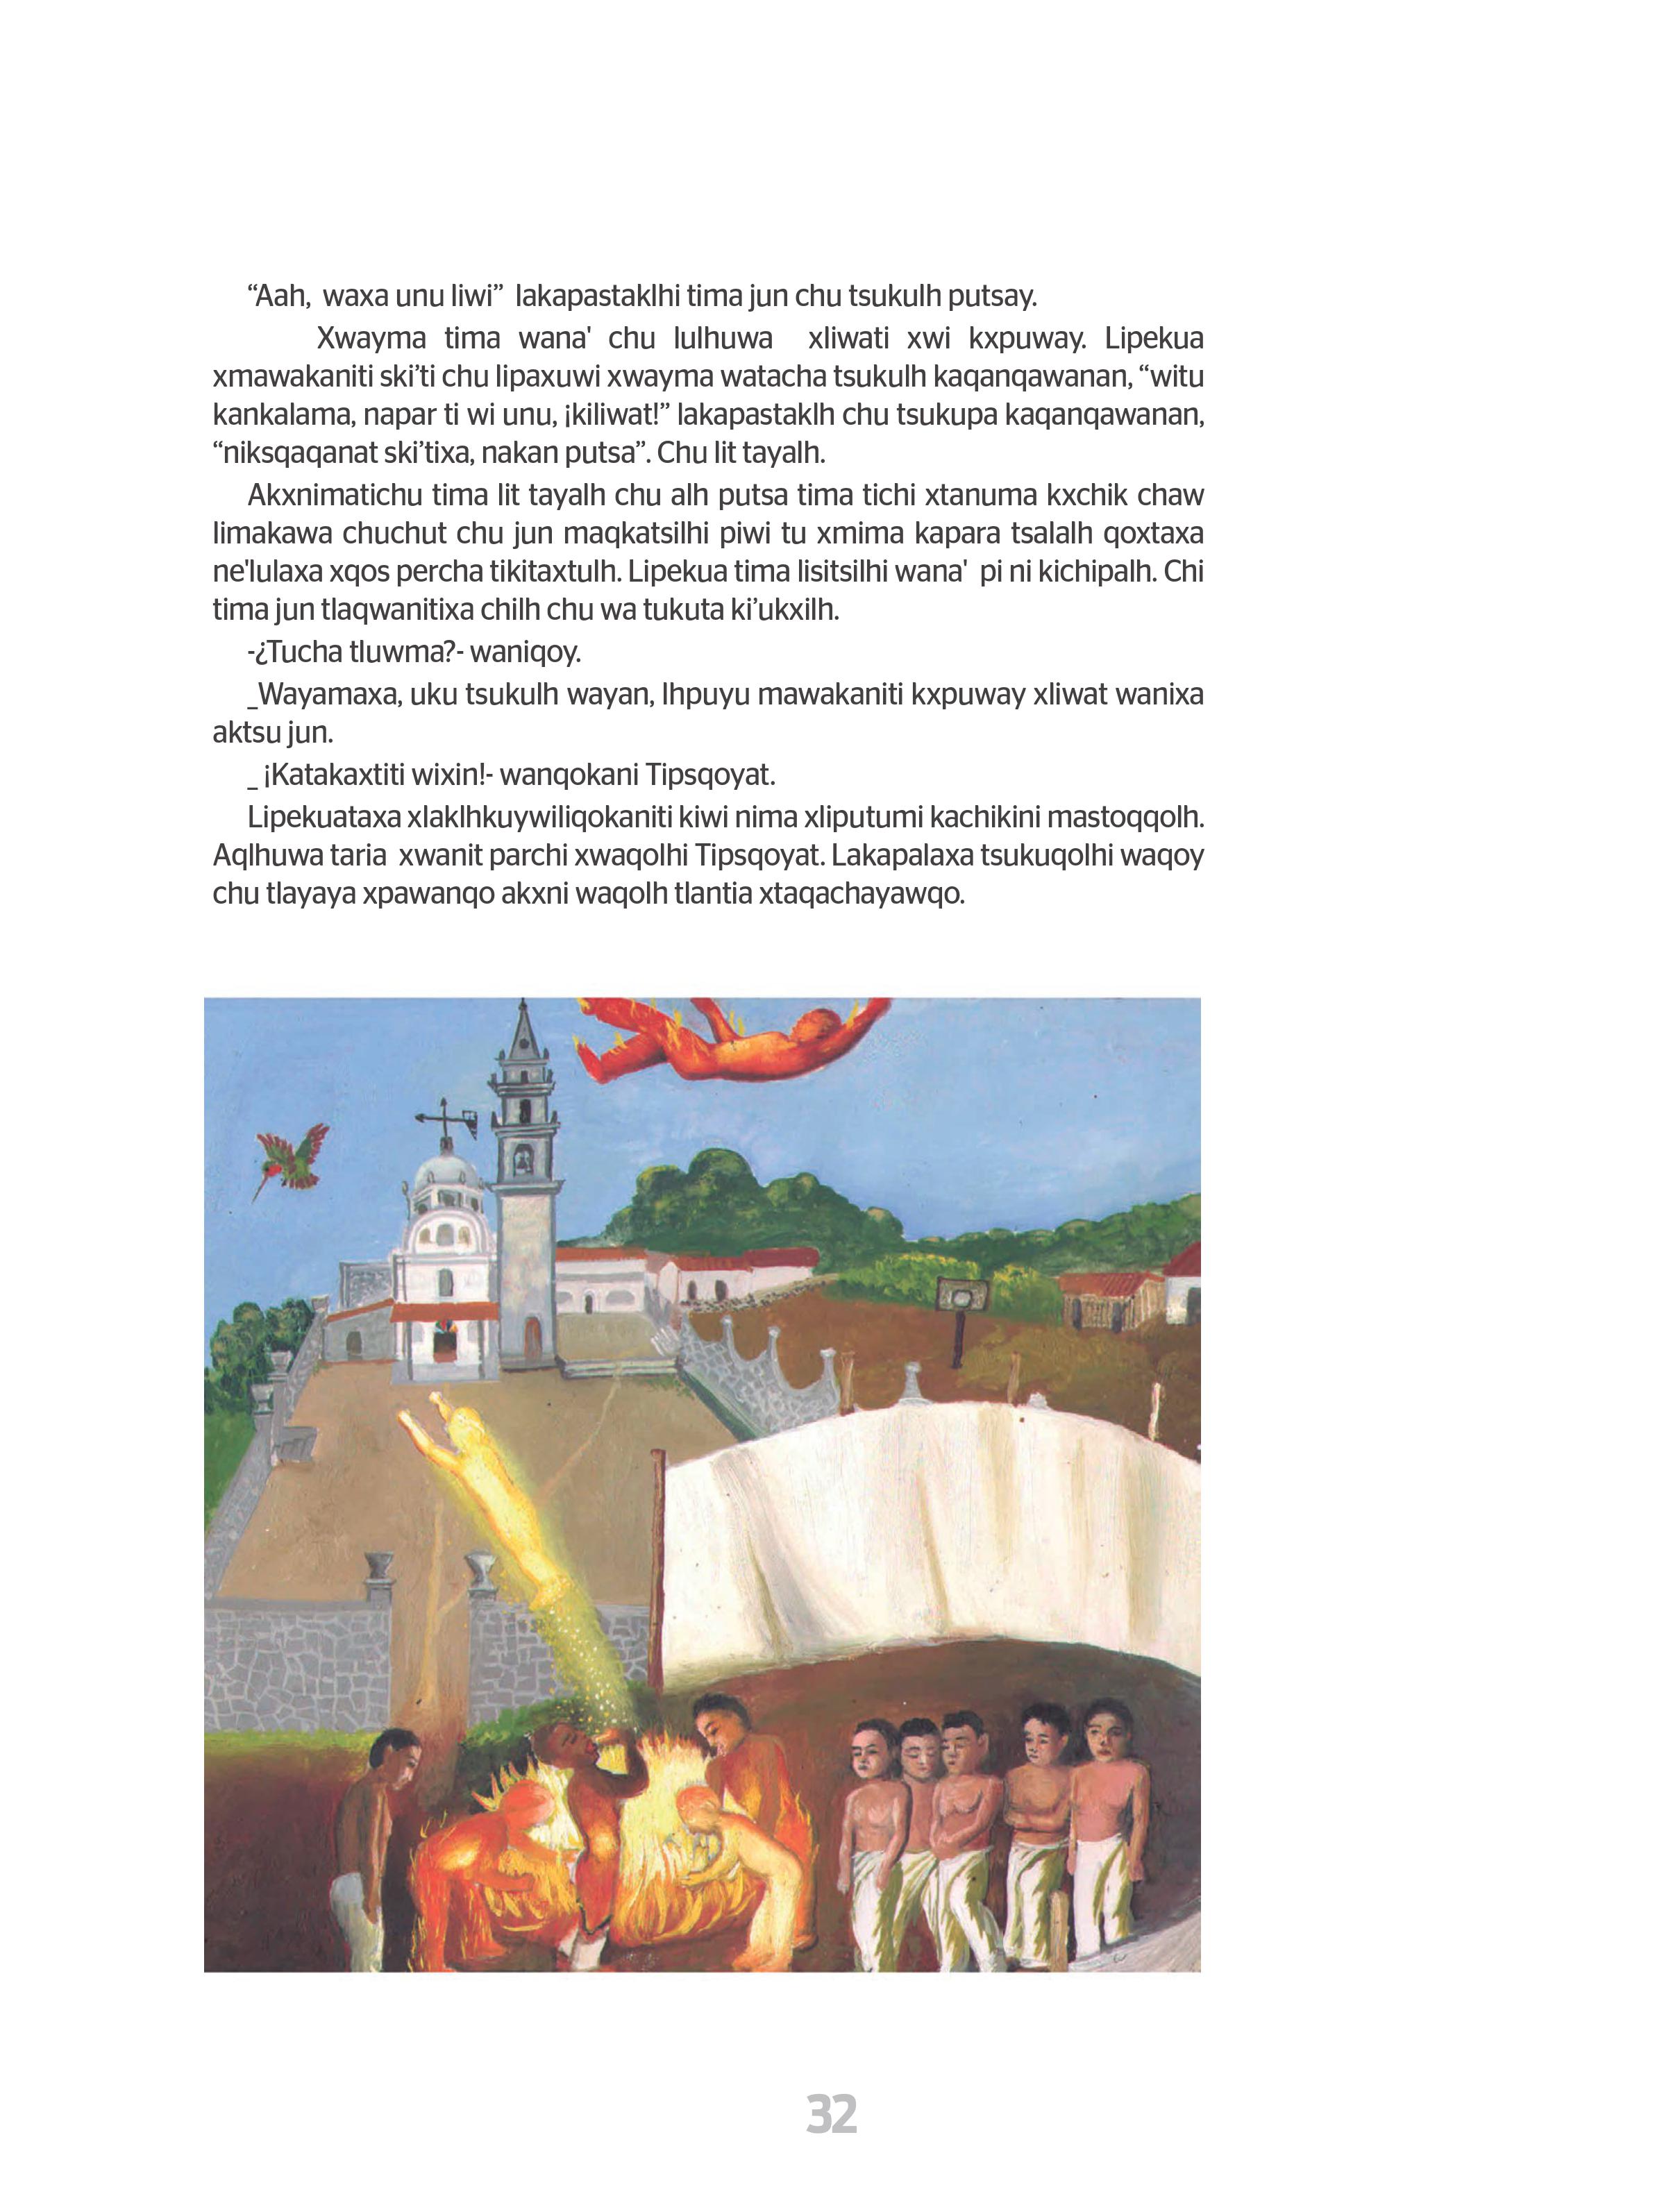 “Aah, waxa unu liwi” lakapastaklhi tima jun chu tsukulh putsay.
Xwayma tima wana' chu lulhuwa xliwati xwi kxpuway. Lipekua
xmawakaniti ski’ti chu lipaxuwi xwayma watacha tsukulh kaqanqawanan, “witu
kankalama, napar ti wi unu, ¡kiliwat!” lakapastaklh chu tsukupa kaqanqawanan,
“niksqaqanat ski’tixa, nakan putsa”. Chu lit tayalh.
Akxnimatichu tima lit tayalh chu alh putsa tima tichi xtanuma kxchik chaw
limakawa chuchut chu jun maqkatsilhi piwi tu xmima kapara tsalalh qoxtaxa
ne'lulaxa xqos percha tikitaxtulh. Lipekua tima lisitsilhi wana' pi ni kichipalh. Chi
tima jun tlaqwanitixa chilh chu wa tukuta ki’ukxilh.
-¿Tucha tluwma?- waniqoy.
_Wayamaxa, uku tsukulh wayan, lhpuyu mawakaniti kxpuway xliwat wanixa
aktsu jun.
_ ¡Katakaxtiti wixin!- wanqokani Tipsqoyat.
Lipekuataxa xlaklhkuywiliqokaniti kiwi nima xliputumi kachikini mastoqqolh.
Aqlhuwa taria xwanit parchi xwaqolhi Tipsqoyat. Lakapalaxa tsukuqolhi waqoy
chu tlayaya xpawanqo akxni waqolh tlantia xtaqachayawqo.
32